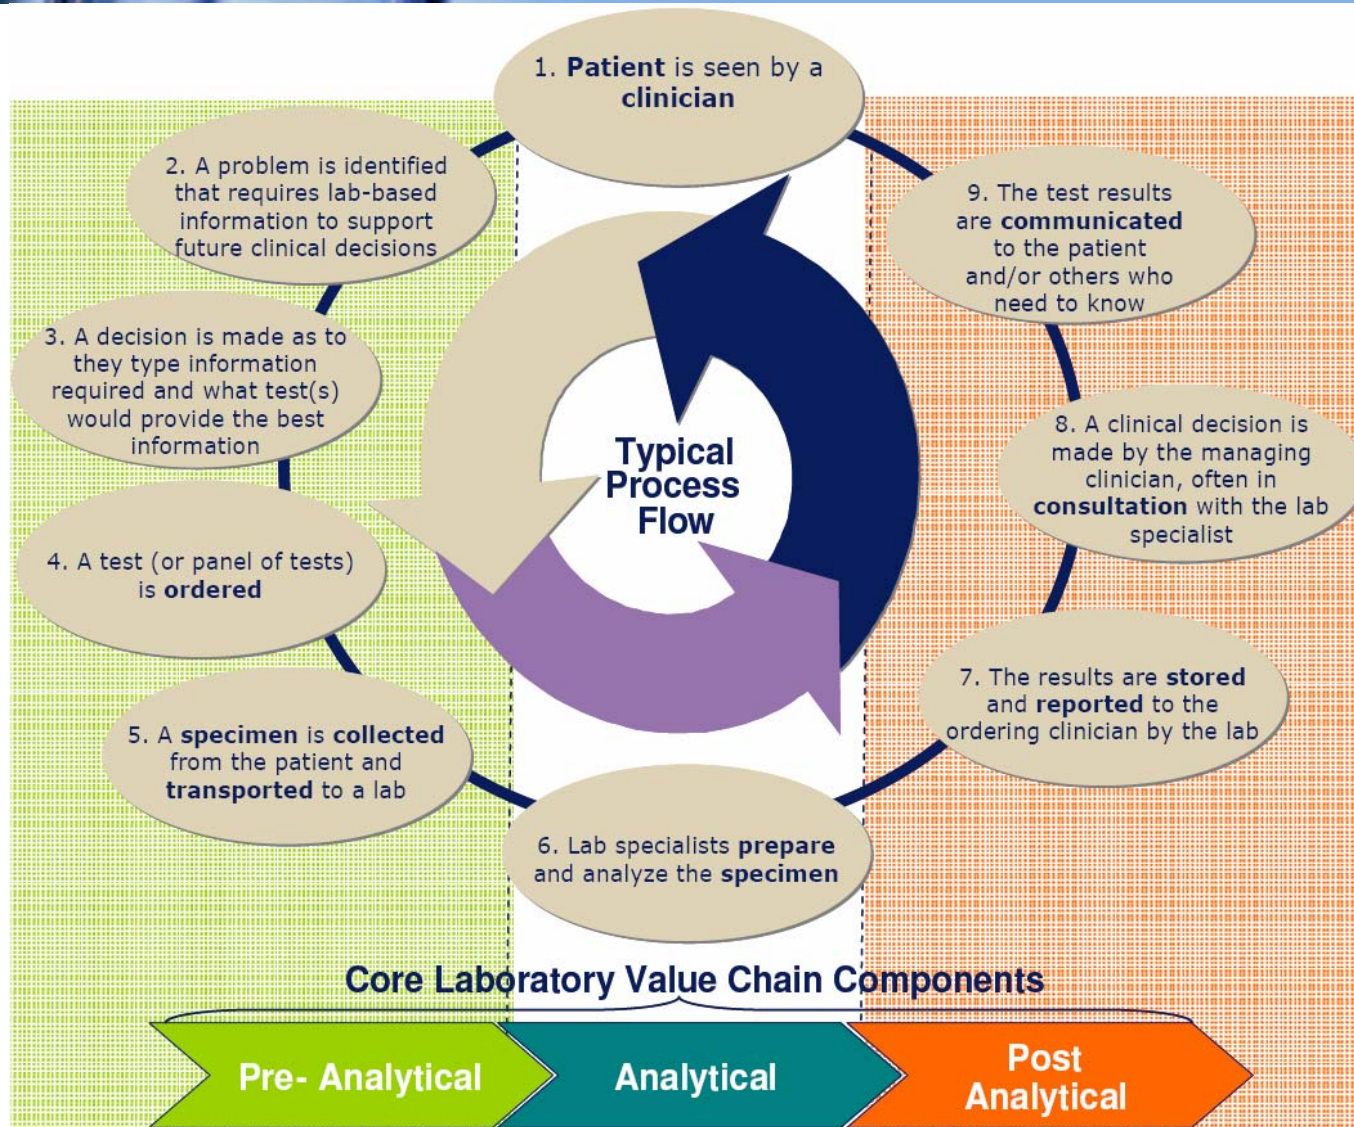 1. Patient is seen by a
clinician
2. A problem is identified
that requires lab-based
information to support
future clinical decisions
3. A decision is made as to
they type information
required and what test(s)
would provide the best
information
4. A test (or panel of tests)
is ordered
5. A specimen is collected
from the patient and
transported to a lab
6. Lab specialists prepare
and analyze the specimen
7. The results are stored
and reported to the
ordering clinician by the lab
8. A clinical decision is
made by the managing
clinician, often in
consultation with the lab
specialist
9. The test results
are communicated
to the patient
and/or others who
need to know
Typical
Process
Flow
Core Laboratory Value Chain Components
Pre- Analytical
Analytical
Post
Analytical